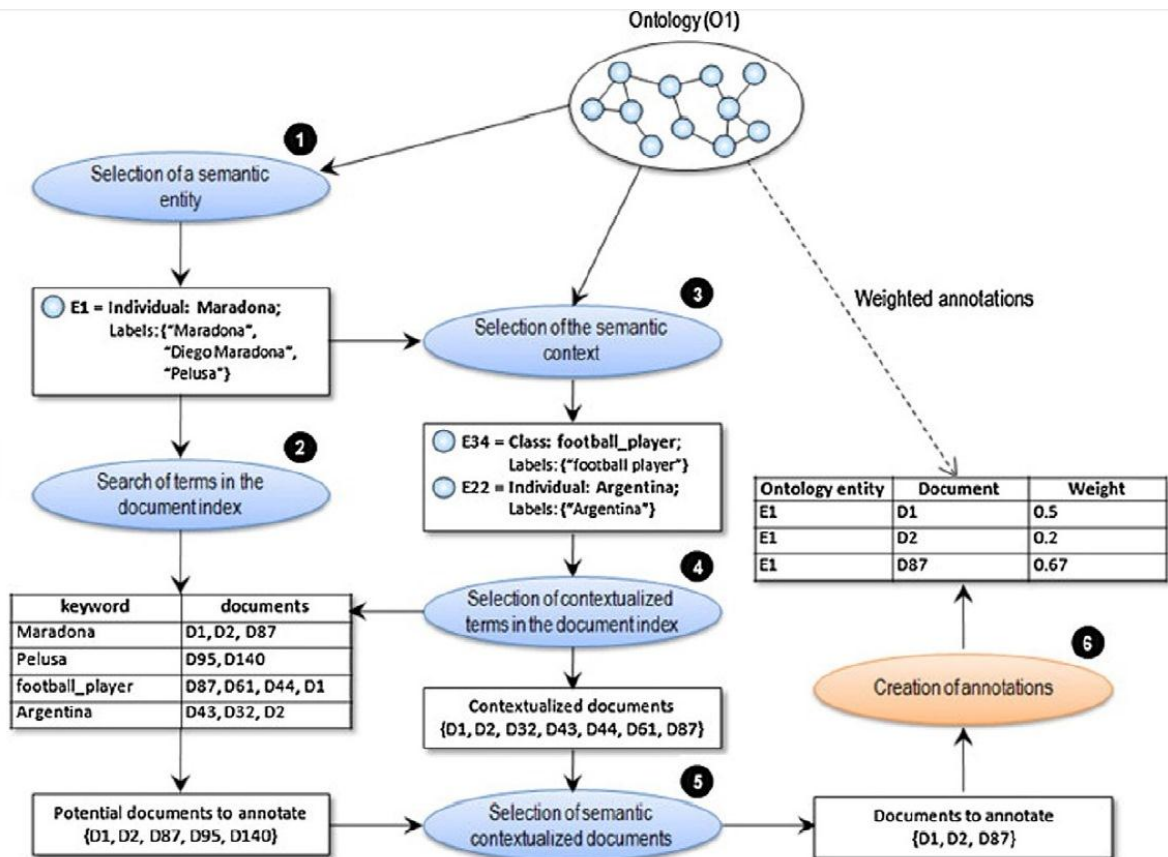 Ontology (O1)
1
Selection of a semantic
entity
E1 = Individual: Maradona;
Labels: {"Maradona",
"Diego Maradona",
"Pelusa"}
3
Selection of the semantic
context
Weighted annotations
2
Search of terms in the
document index
E34 = Class: football_player;
Labels: {"football player"}
E22 = Individual: Argentina;
Labels: {"Argentina"}
Ontology entity Document Weight
E1 D1 0.5
E1 D2 0.2
E1 D87 0.67
4
Selection of contextualized
terms in the document index
keyword documents
Maradona D1, D2, D87
Pelusa D95, D140
football_player D87, D61, D44, D1
Argentina D43, D32, D2
6
Creation of annotations
Contextualized documents
{D1, D2, D32, D43, D44, D61, D87}
5
Potential documents to annotate
{D1, D2, D87, D95, D140}
Selection of semantic
contextualized documents
Documents to annotate
{D1, D2, D87}